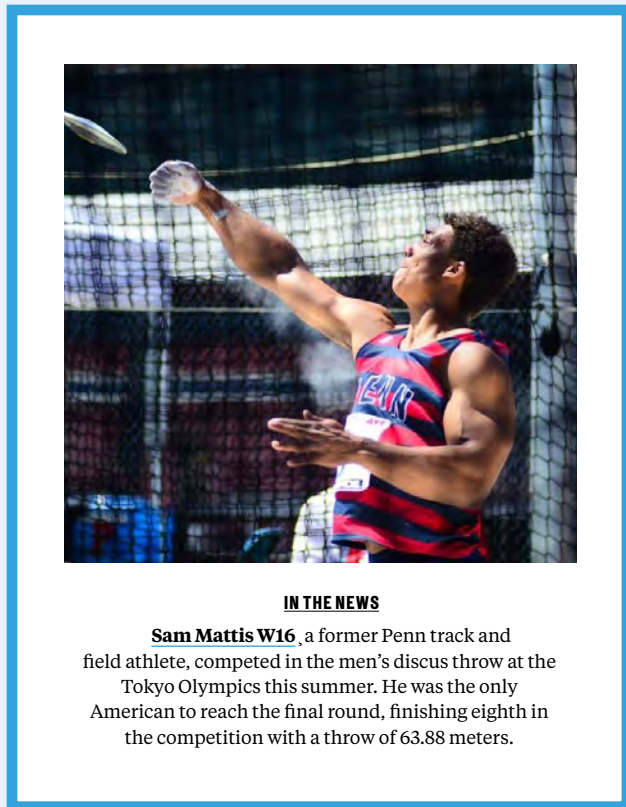 PENN
IN THE NEWS
Sam Mattis W16, a former Penn track and
field athlete, competed in the men’s discus throw at the
Tokyo Olympics this summer. He was the only
American to reach the final round, finishing eighth in
the competition with a throw of 63.88 meters.